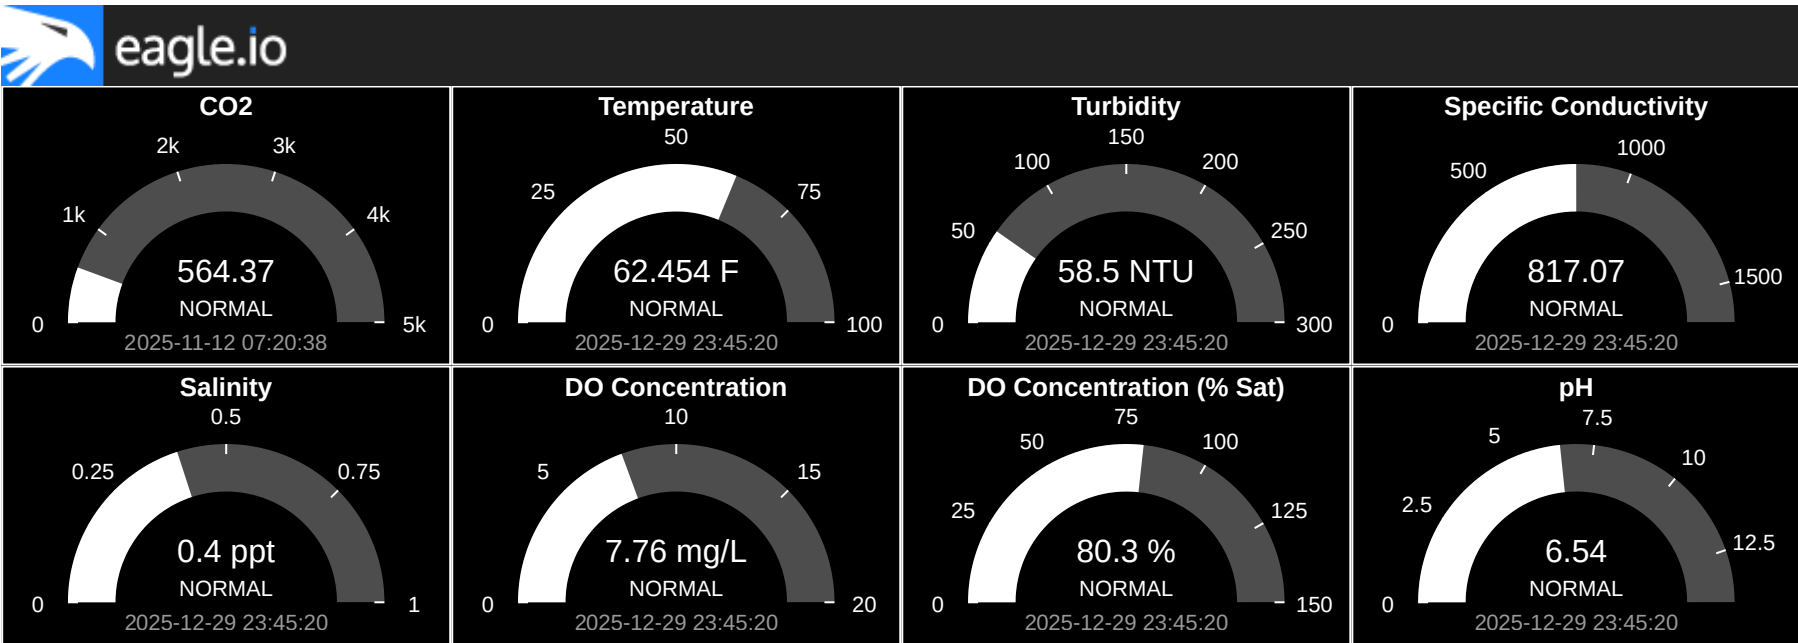 eagle.io
CO2
0
1k
2k
3k
4k
5k
564.37
NORMAL
2025-11-12 07:20:38
Temperature
0
25
50
75
100
62.454 F
NORMAL
2025-12-29 23:45:20
Turbidity
0
50
100
150
200
250
300
58.5 NTU
NORMAL
2025-12-29 23:45:20
Specific Conductivity
0
500
1000
1500
817.07
NORMAL
2025-12-29 23:45:20
Salinity
0
0.25
0.5
0.75
1
0.4 ppt
NORMAL
2025-12-29 23:45:20
DO Concentration
0
5
10
15
20
7.76 mg/L
NORMAL
2025-12-29 23:45:20
DO Concentration (% Sat)
0
25
50
75
100
125
150
80.3 %
NORMAL
2025-12-29 23:45:20
pH
0
2.5
5
7.5
10
12.5
6.54
NORMAL
2025-12-29 23:45:20